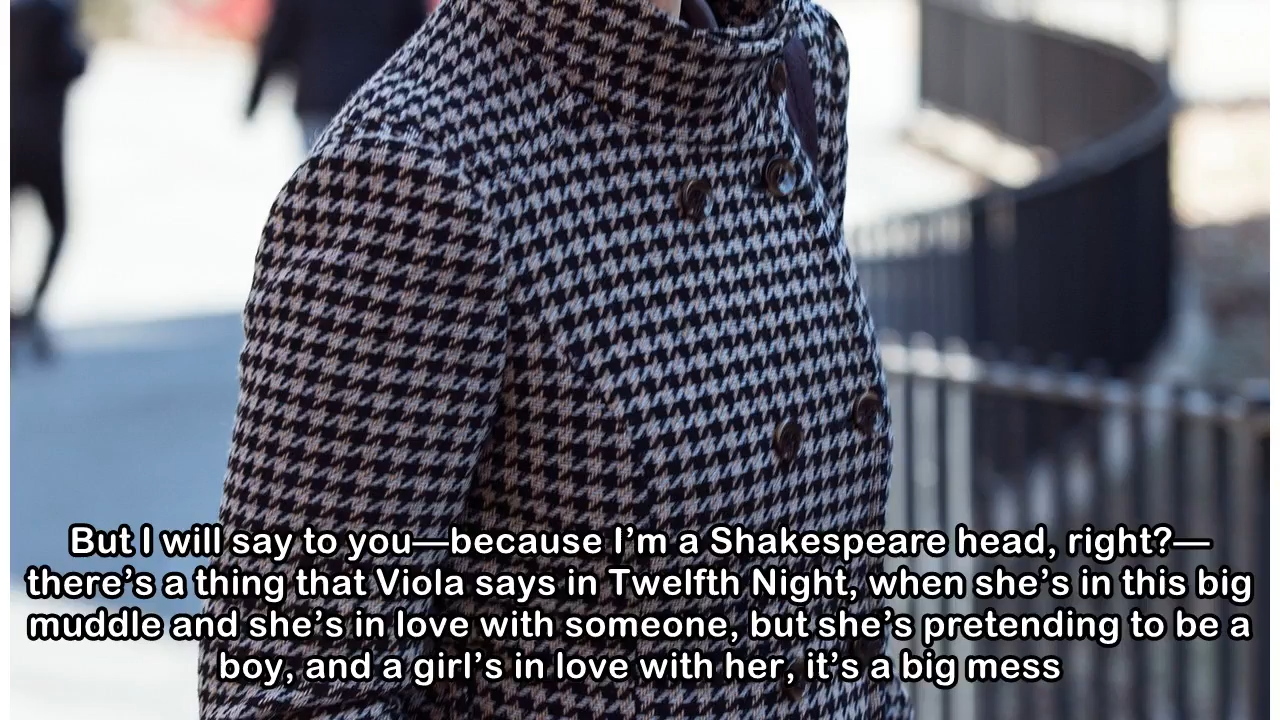 But I will say to you—because I’m a Shakespeare head, right?—
there’s a thing that Viola says in Twelfth Night, when she’s in this big
muddle and she’s in love with someone, but she’s pretending to be a
boy, and a girl’s in love with her, it’s a big mess